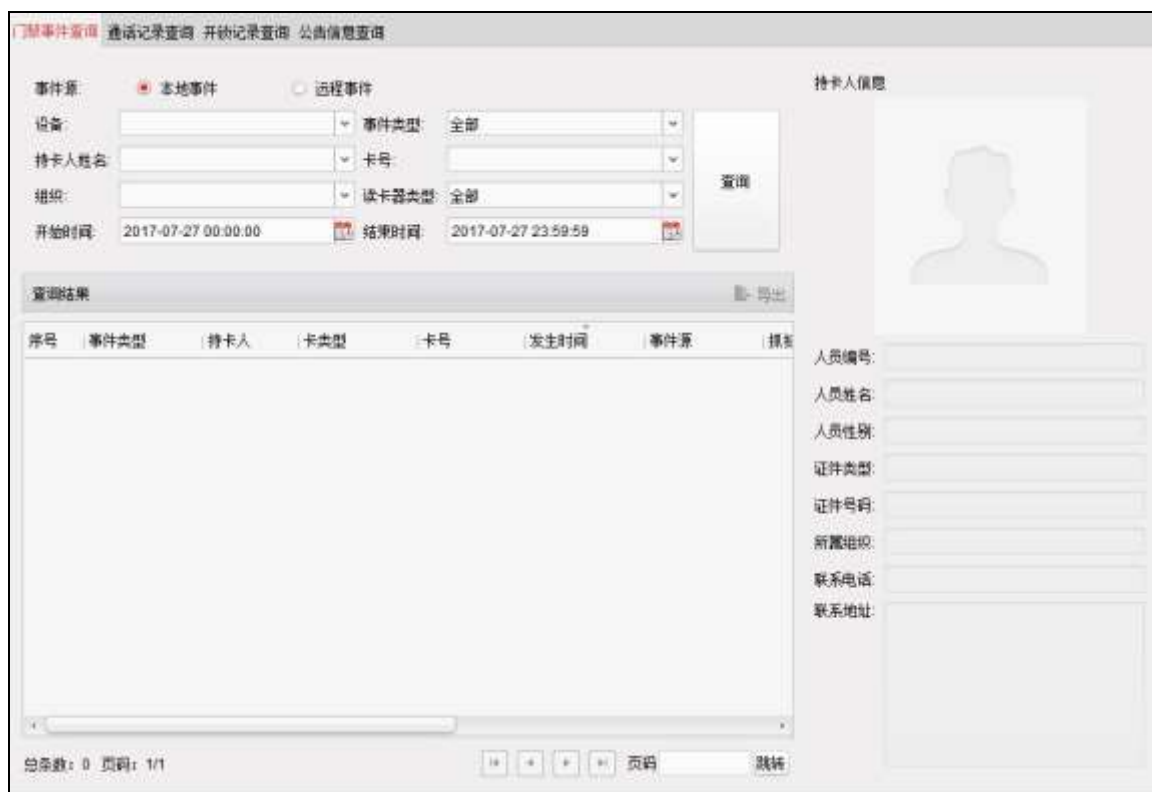 门禁事件查询 通话记录查询 开锁记录查询 公告信息查询
事件源: 本地事件 远程事件
设备: 事件类型: 全部
持卡人姓名: 卡号:
组织: 读卡器类型: 全部
开始时间: 2017-07-27 00:00:00 结束时间: 2017-07-27 23:59:59
查询
查询结果 导出
序号 事件类型 持卡人 卡类型 卡号 发生时间 事件源 抓
总条数: 0 页码: 1/1 页码 跳转
持卡人信息
人员编号:
人员姓名:
人员性别:
证件类型:
证件号码:
所属组织:
联系电话:
联系地址: